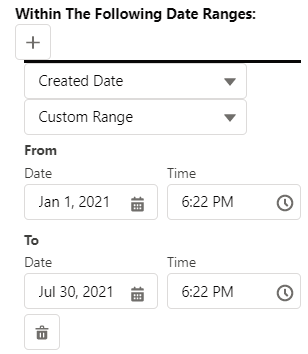 Within The Following Date Ranges:
+
Created Date
Custom Range
From
Date Time
Jan 1, 2021 6:22 PM
To
Date Time
Jul 30, 2021 6:22 PM